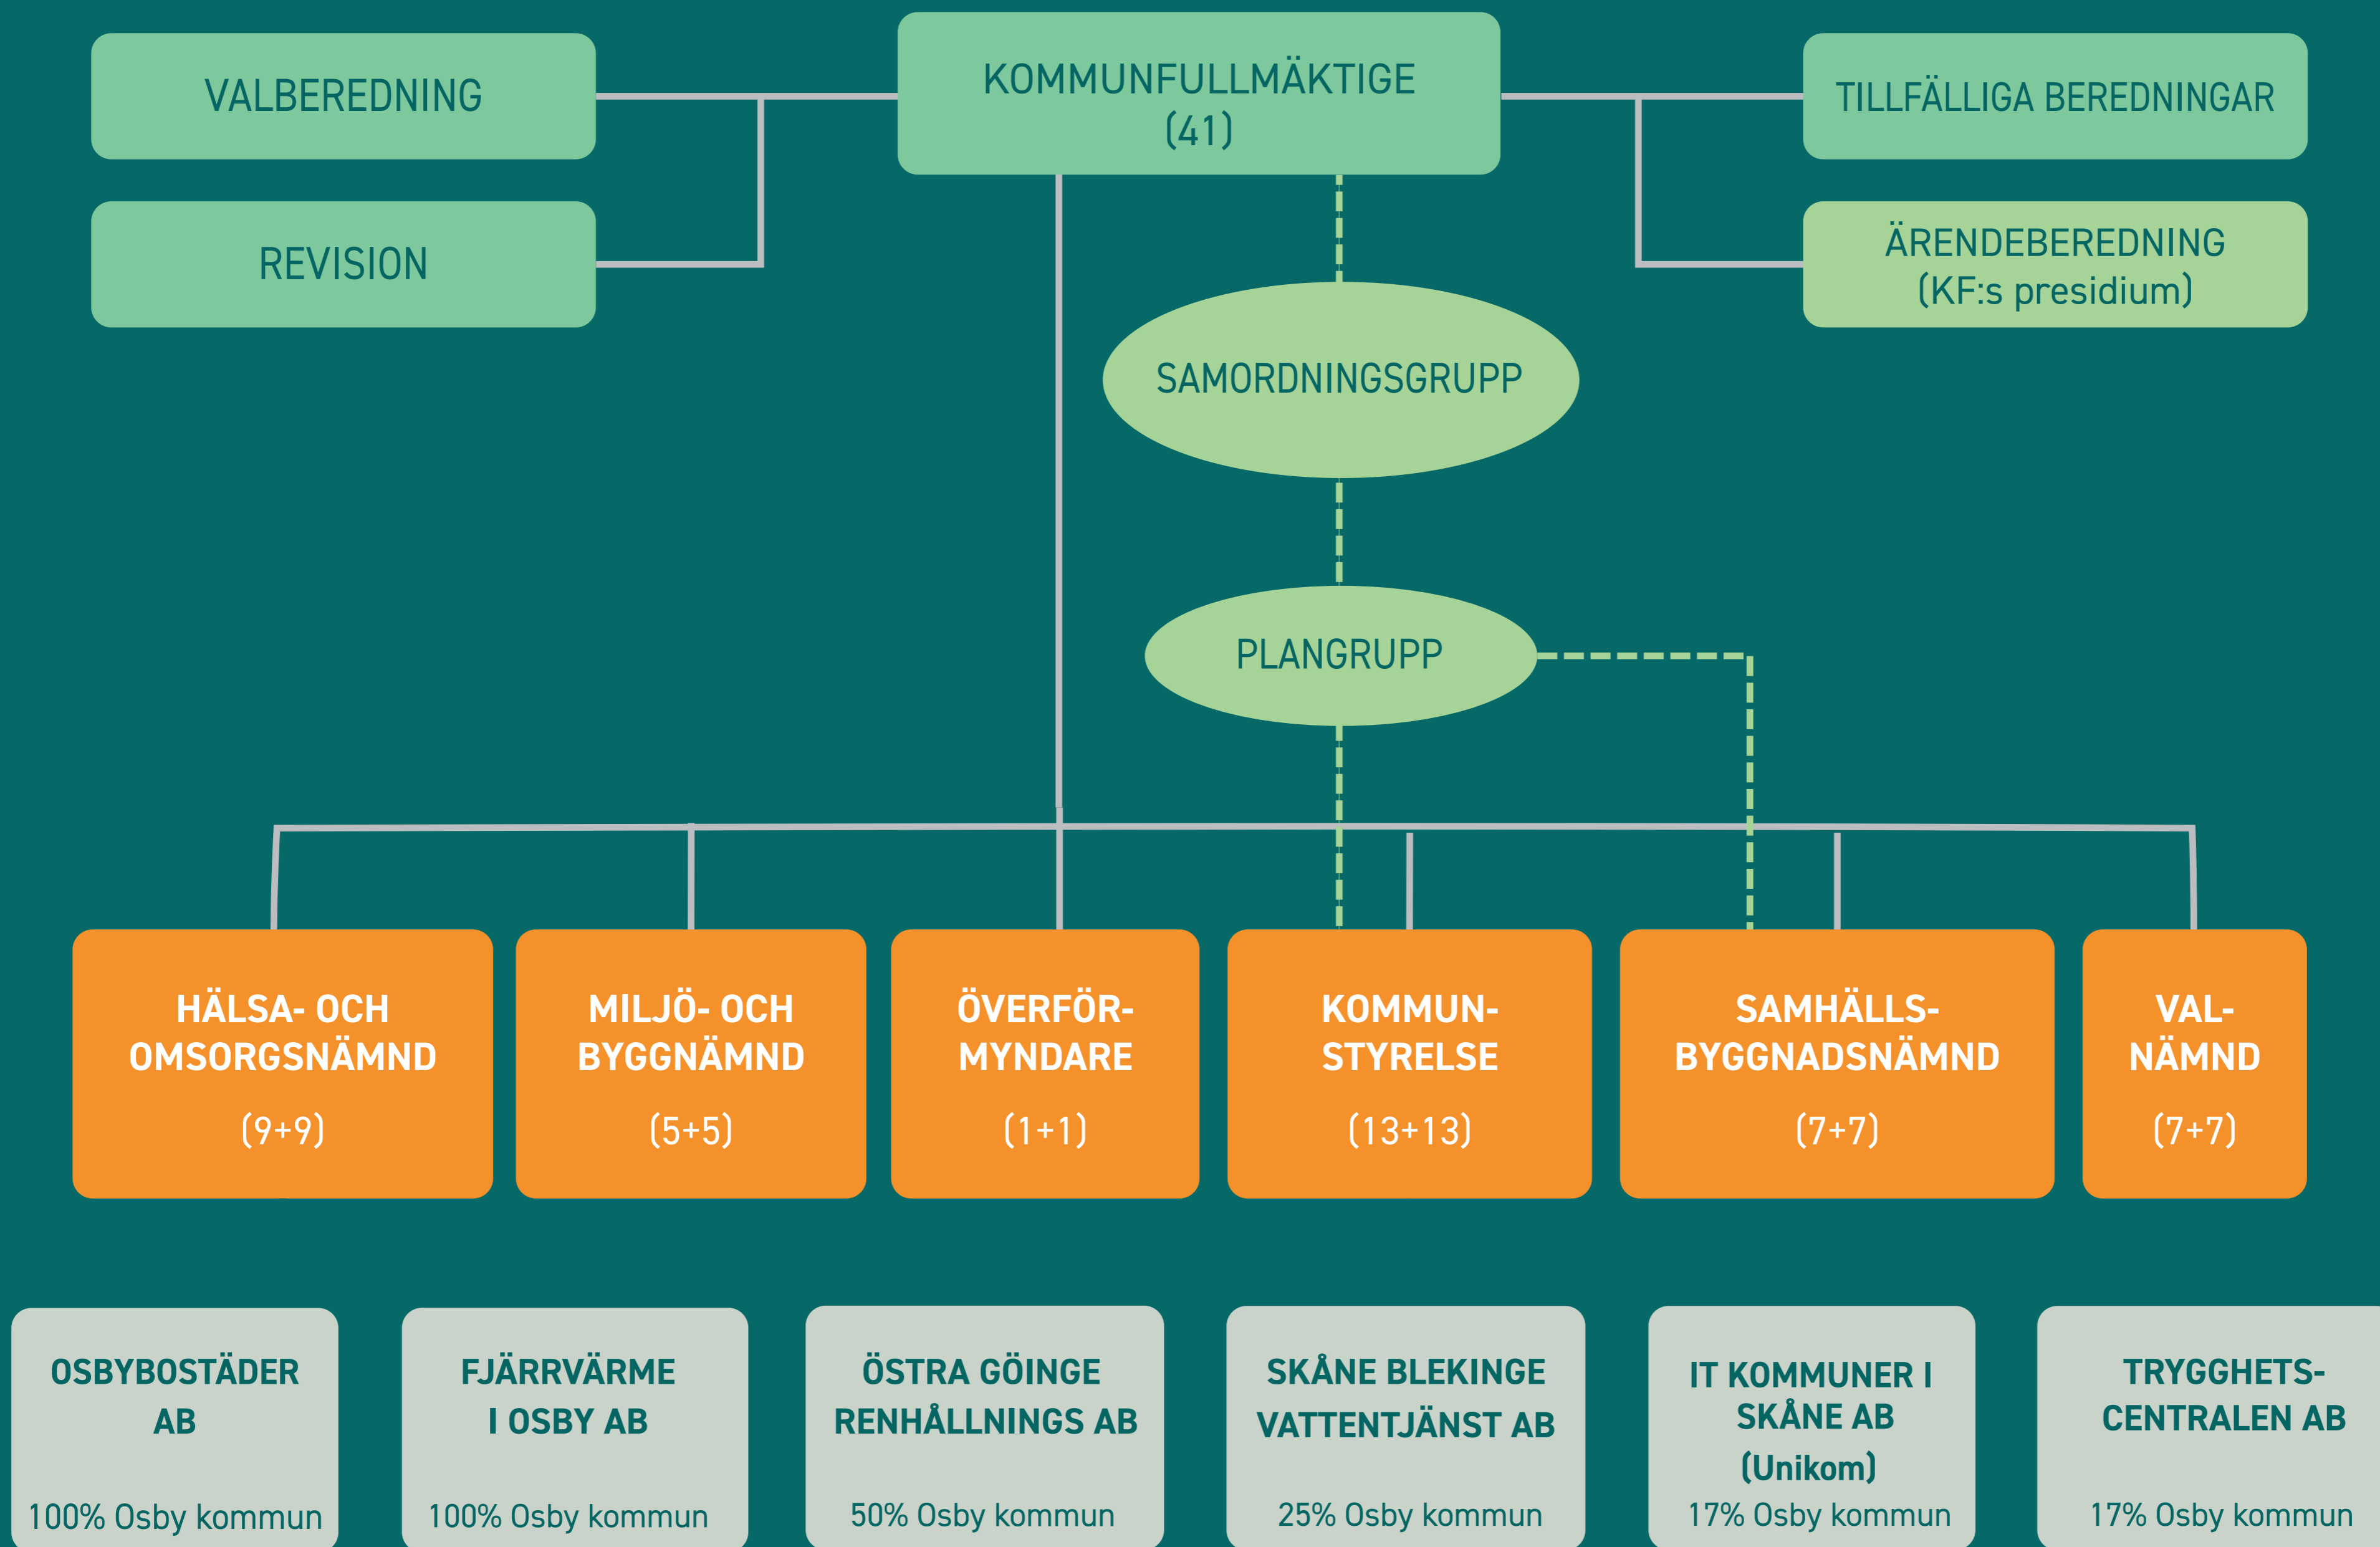 VALBEREDNING
KOMMUNFULLMÄKTIGE
(41)
TILLFÄLLIGA BEREDNINGAR
REVISION
ÄRENDEBEREDNING
(KF:s presidium)
SAMORDNINGSGRUPP
PLANGRUPP
HÄLSA- OCH
OMSORGSNÄMND
(9+9)
MILJÖ- OCH
BYGGNÄMND
(5+5)
ÖVERFÖR-
MYNDARE
(1+1)
KOMMUN-
STYRELSE
(13+13)
SAMHÄLLS-
BYGGNADSNÄMND
(7+7)
VAL-
NÄMND
(7+7)
OSBYBOSTÄDER
AB
100% Osby kommun
FJÄRRVÄRME
I OSBY AB
100% Osby kommun
ÖSTRA GÖINGE
RENHÅLLNINGS AB
50% Osby kommun
SKÅNE BLEKINGE
VATTENTJÄNST AB
25% Osby kommun
IT KOMMUNER I
SKÅNE AB
(Unikom)
17% Osby kommun
TRYGGHETS-
CENTRALEN AB
17% Osby kommun